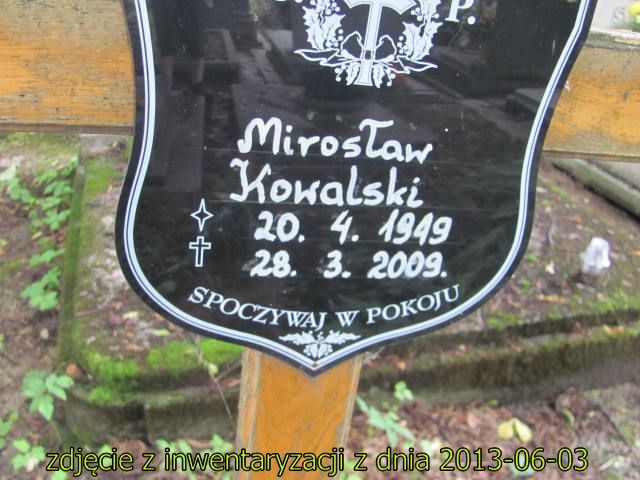 P.
Mirosław
Kowalski
20. 4. 1949
28. 3. 2009.
SPOCZYWAJ W POKOJU
zdjęcie z inwentaryzacji z dnia 2013-06-03